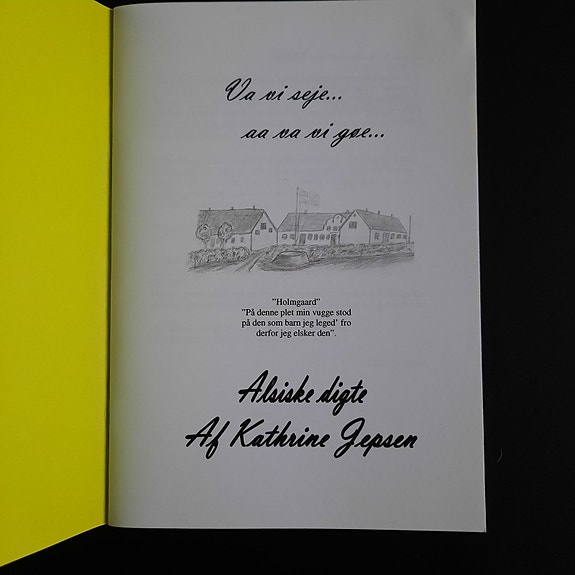 Va vi seje...
aa va vi gøe...
"Holmgaard"
"På denne plet min vugge stod
på den som barn jeg leged' fro
derfor jeg elsker den".
Alsiske digte
Af Kathrine Jepsen